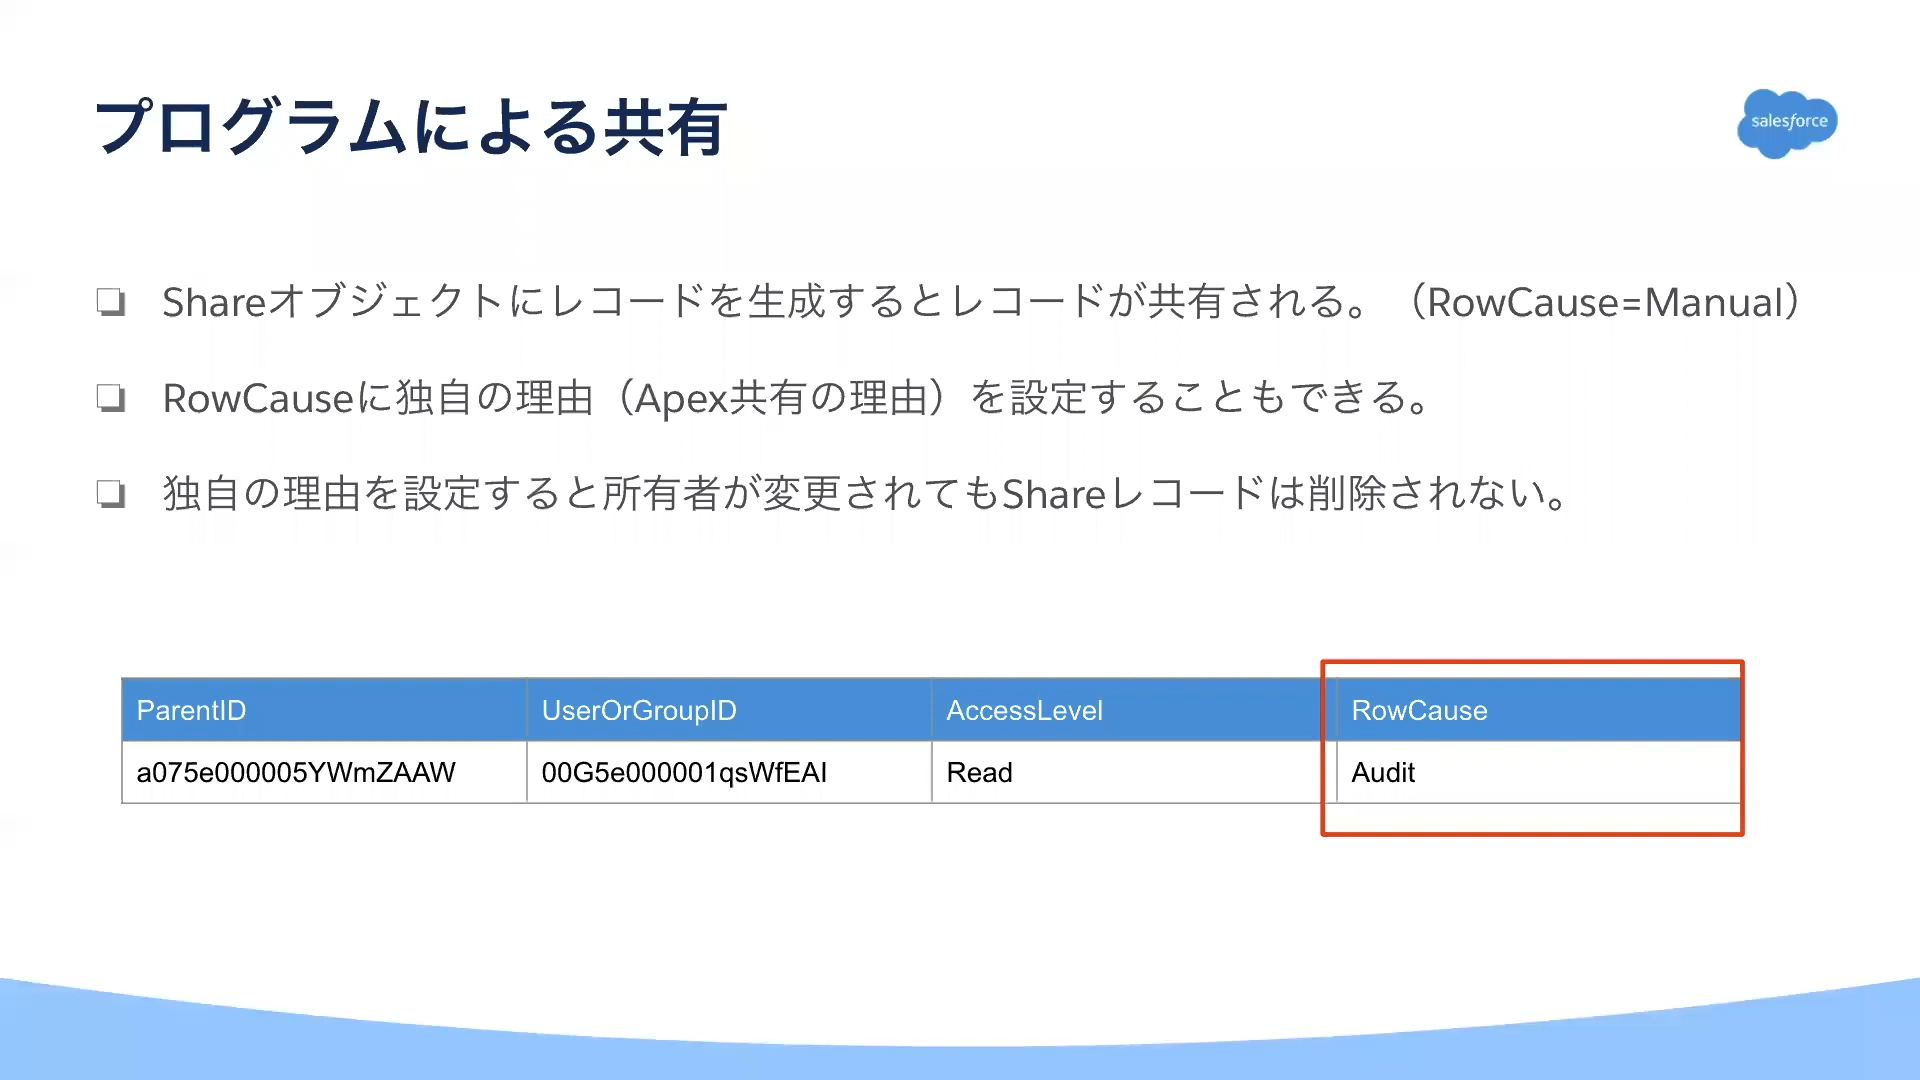 プログラムによる共有
salesforce
Shareオブジェクトにレコードを生成するとレコードが共有される。（RowCause=Manual）
RowCauseに独自の理由（Apex共有の理由）を設定することもできる。
独自の理由を設定すると所有者が変更されてもShareレコードは削除されない。
ParentID UserOrGroupID AccessLevel RowCause
a075e000005YWmZAAW 00G5e000001qsWfEAI Read Audit